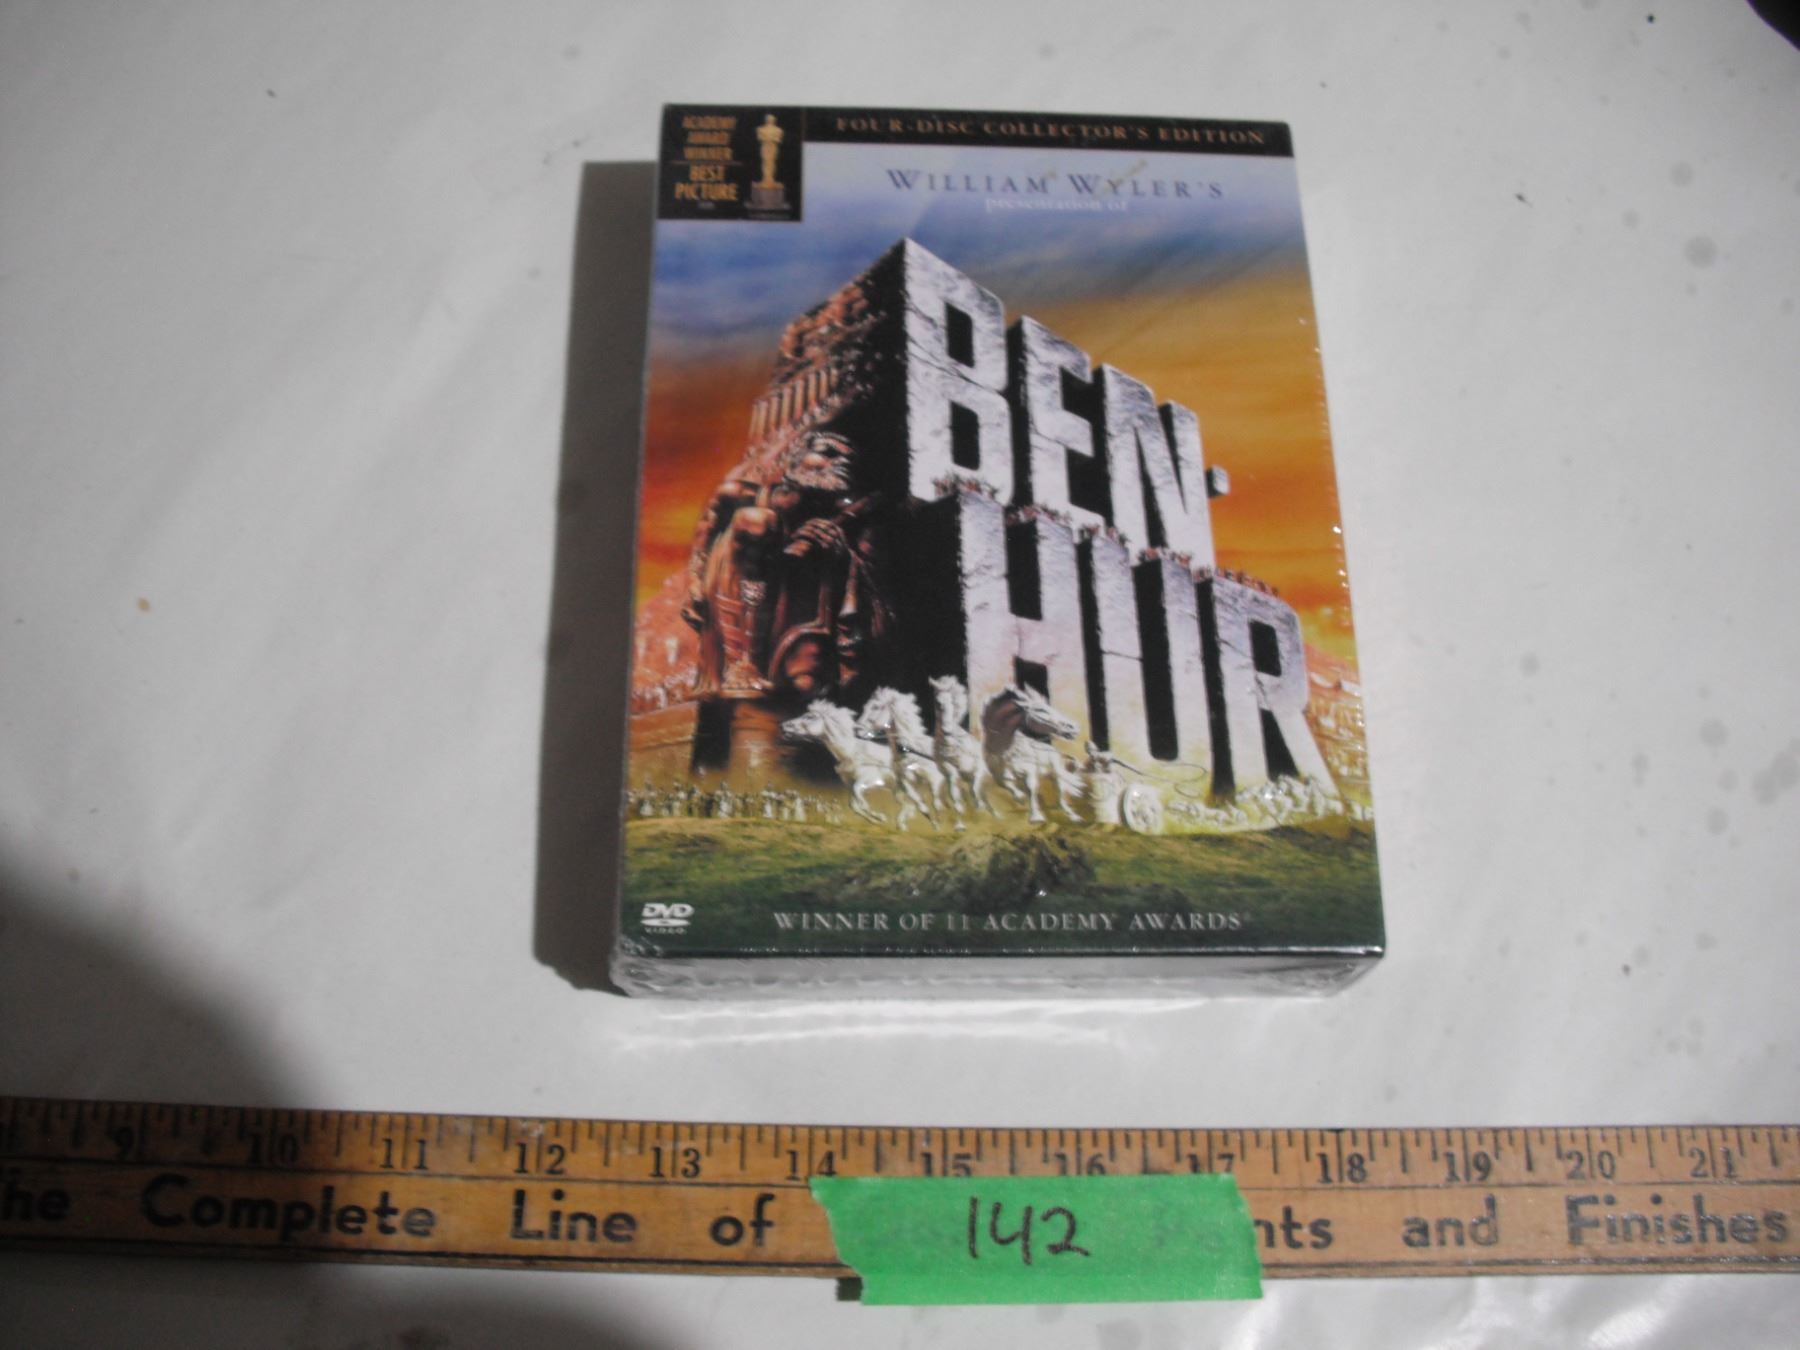 ACADEMY
AWARD
WINNER
BEST
PICTURE
FOUR-DISC COLLECTOR'S EDITION
WILLIAM WYLER'S
presentation of
BEN-
HUR
DVD
VIDEO
WINNER OF 11 ACADEMY AWARDS®
9 10 11 12 13 14 15 16 17 18 19 20 21
he Complete Line of nts and Finishes
142